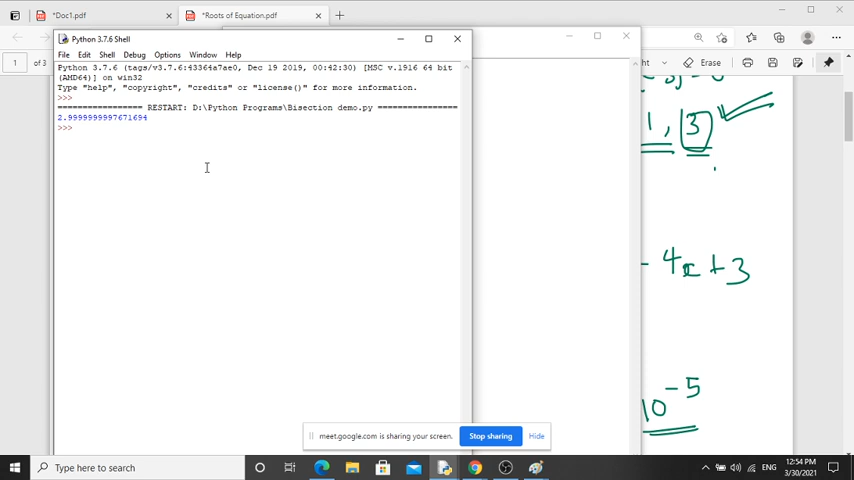 *Doc1.pdf
*Roots of Equation.pdf
1 of 3
Erase
Python 3.7.6 Shell
File Edit Shell Debug Options Window Help
Python 3.7.6 (tags/v3.7.6:43364a7ae0, Dec 19 2019, 00:42:30) [MSC v.1916 64 bit
(AMD64)] on win32
Type "help", "copyright", "credits" or "license()" for more information.
>>>
================= RESTART: D:\Python Programs\Bisection demo.py ================
2.9999999997671694
>>>
1, 3
- 4x + 3
10⁻⁵
meet.google.com is sharing your screen. Stop sharing Hide
Type here to search
ENG
12:54 PM
3/30/2021